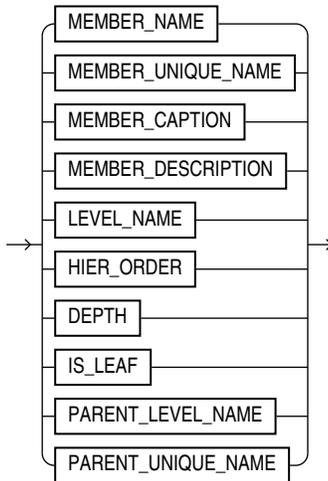 MEMBER_NAME
MEMBER_UNIQUE_NAME
MEMBER_CAPTION
MEMBER_DESCRIPTION
LEVEL_NAME
HIER_ORDER
DEPTH
IS_LEAF
PARENT_LEVEL_NAME
PARENT_UNIQUE_NAME